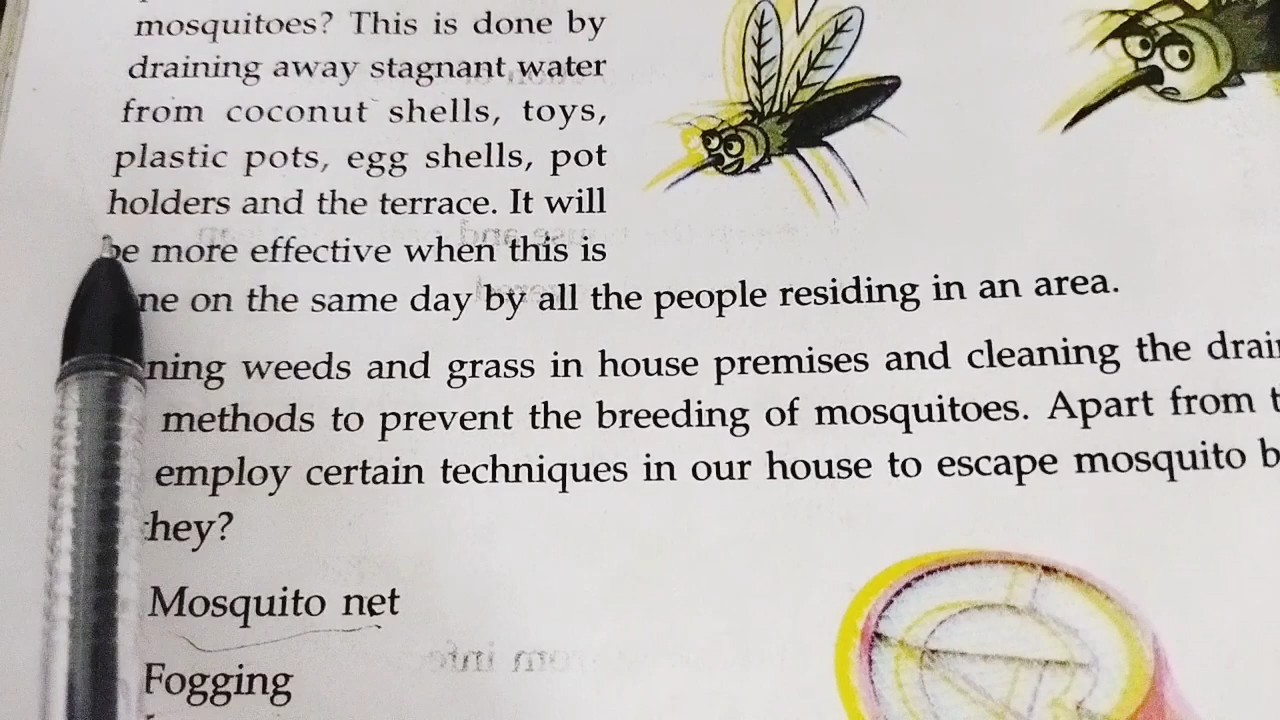 mosquitoes? This is done by
draining away stagnant water
from coconut shells, toys,
plastic pots, egg shells, pot
holders and the terrace. It will
be more effective when this is
ne on the same day by all the people residing in an area.
ning weeds and grass in house premises and cleaning the drai
methods to prevent the breeding of mosquitoes. Apart from t
employ certain techniques in our house to escape mosquito b
they?
Mosquito net
Fogging